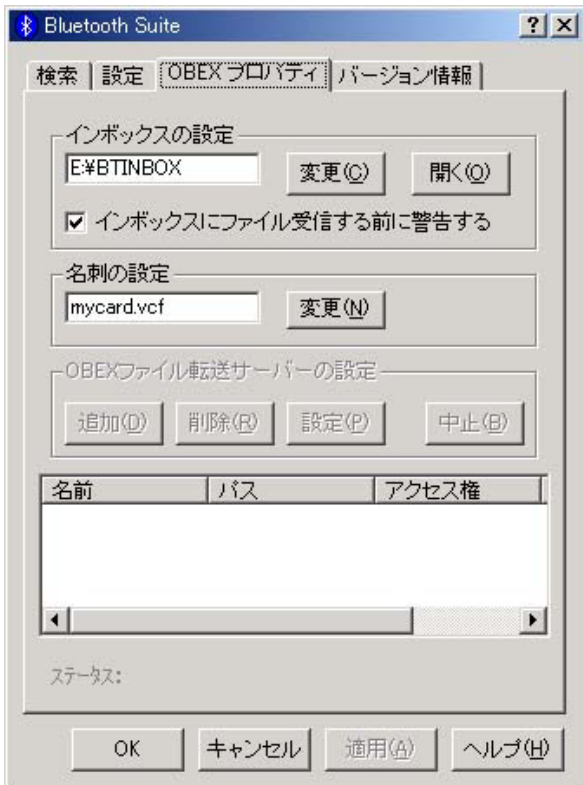 Bluetooth Suite
検索 設定 OBEX プロパティ バージョン情報
インボックスの設定
E:¥BTINBOX 変更(C) 開く(O)
インボックスにファイル受信する前に警告する
名刺の設定
mycard.vcf 変更(N)
OBEXファイル転送サーバーの設定
追加(D) 削除(R) 設定(P) 中止(B)
名前 パス アクセス権
ステータス:
OK キャンセル 適用(A) ヘルプ(H)